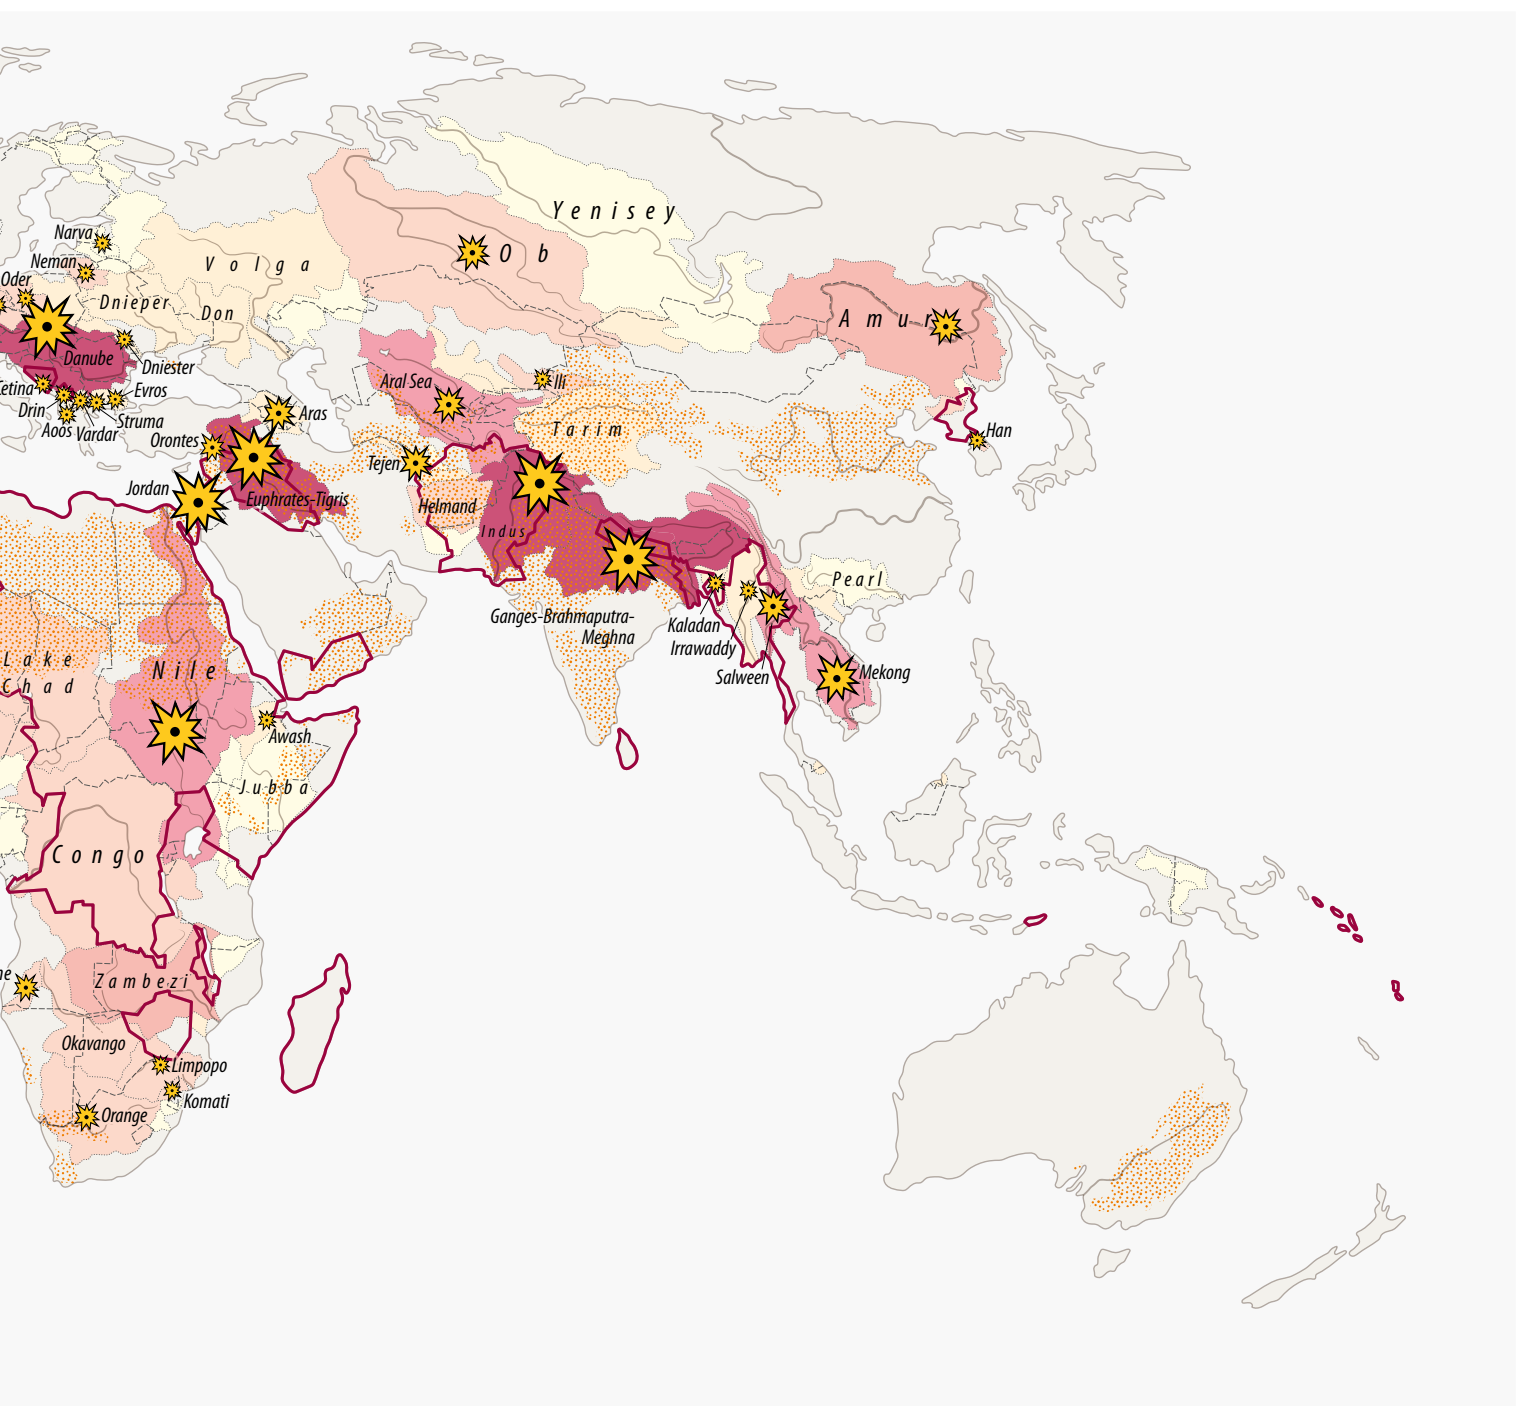 Yenisey
Narva
Ob
Neman
Volga
Oder
Dnieper
Don
Amur
Danube
Dniester
Aral Sea
Ili
Cetina
Evros
Drin
Struma
Aras
Aoos
Vardar
Tarim
Han
Orontes
Tejen
Jordan
Euphrates-Tigris
Helmand
Indus
Pearl
Ganges-Brahmaputra-
Meghna
Kaladan
Irrawaddy
Lake
Chad
Nile
Salween
Mekong
Awash
Jubba
Congo
Zambezi
Okavango
Limpopo
Komati
Orange